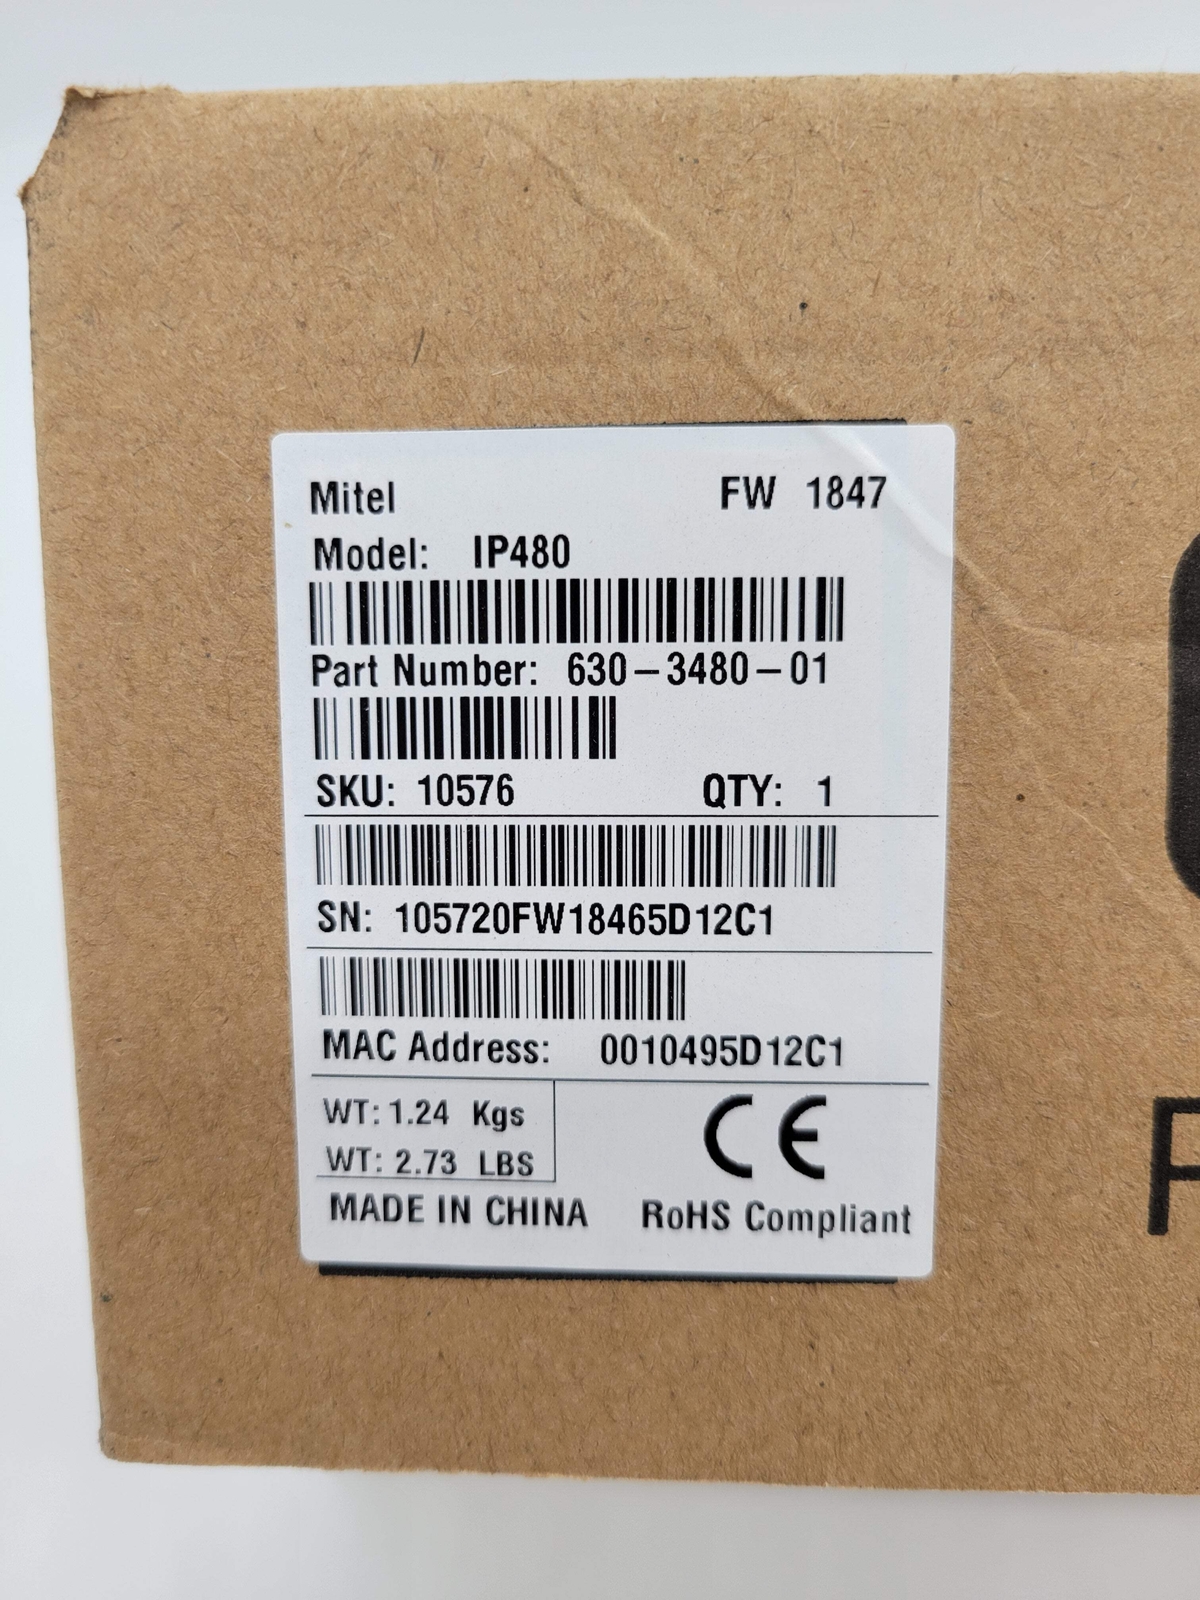 Mitel FW 1847
Model: IP480
Part Number: 630-3480-01
SKU: 10576 QTY: 1
SN: 105720FW18465D12C1
MAC Address: 0010495D12C1
WT: 1.24 Kgs
WT: 2.73 LBS
CE
MADE IN CHINA RoHS Compliant